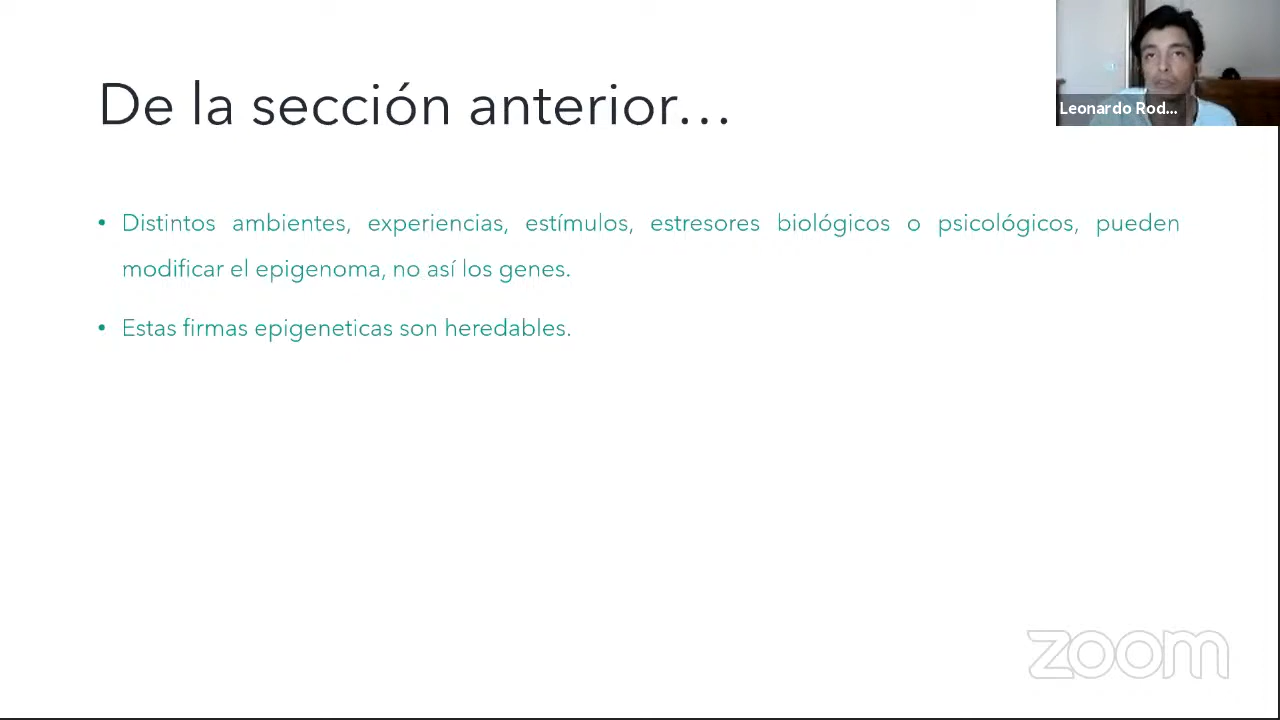 De la sección anterior...
Leonardo Rod...
• Distintos ambientes, experiencias, estímulos, estresores biológicos o psicológicos, pueden
modificar el epigenoma, no así los genes.
• Estas firmas epigeneticas son heredables.
zoom